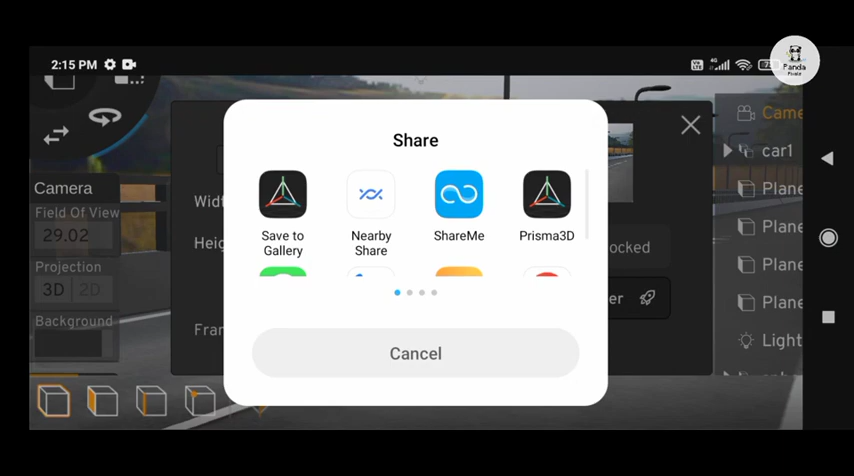 2:15 PM
4G
Panda
Camera
Field Of View
29.02
Projection
3D
2D
Background
Share
Save to
Gallery
Nearby
Share
ShareMe
Prisma3D
Cancel
Widt
Heig
Fran
ocked
er
Came
car1
Plane
Plane
Plane
Plane
Light